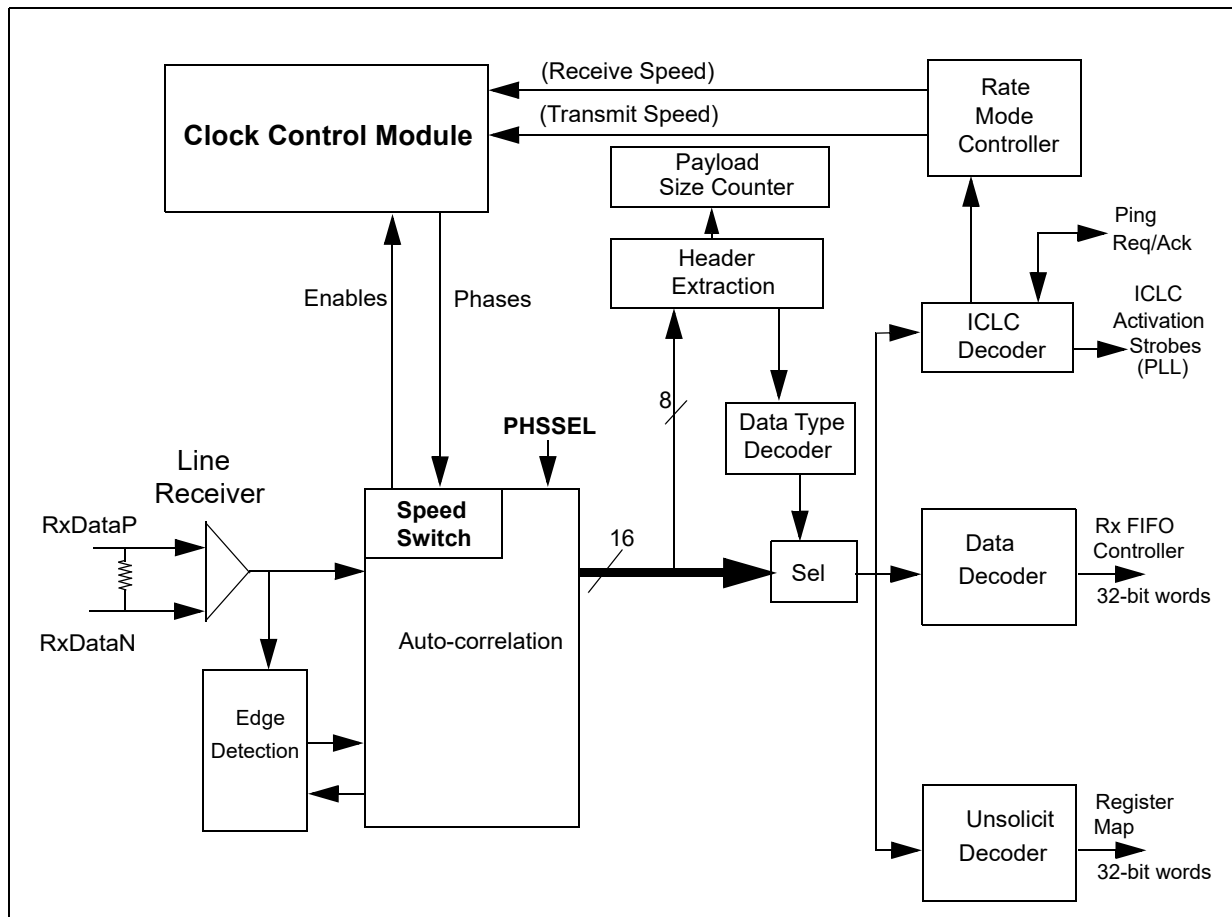 (Receive Speed)
(Transmit Speed)
Clock Control Module
Rate
Mode
Controller
Payload
Size Counter
Header
Extraction
Ping
Req/Ack
Enables
Phases
ICLC
Decoder
ICLC
Activation
Strobes
(PLL)
8
PHSSEL
Data Type
Decoder
Line
Receiver
Speed
Switch
RxDataP
RxDataN
16
Sel
Data
Decoder
Rx FIFO
Controller
32-bit words
Auto-correlation
Edge
Detection
Unsolicit
Decoder
Register
Map
32-bit words